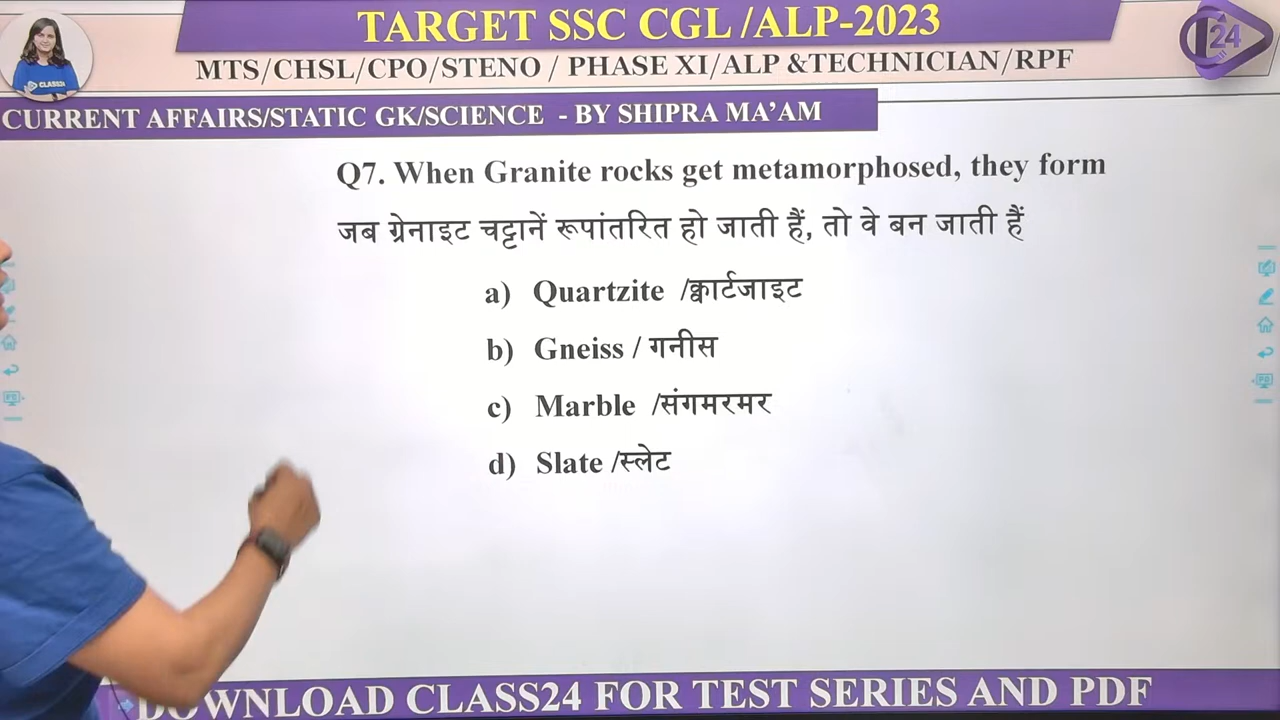 TARGET SSC CGL /ALP-2023
MTS/CHSL/CPO/STENO / PHASE XI/ALP &TECHNICIAN/RPF
24
CLASS24
CURRENT AFFAIRS/STATIC GK/SCIENCE - BY SHIPRA MA'AM
Q7. When Granite rocks get metamorphosed, they form
जब ग्रेनाइट चट्टानें रूपांतरित हो जाती हैं, तो वे बन जाती हैं
a) Quartzite /क्वार्टजाइट
b) Gneiss / गनीस
c) Marble /संगमरमर
d) Slate /स्लेट
DOWNLOAD CLASS24 FOR TEST SERIES AND PDF